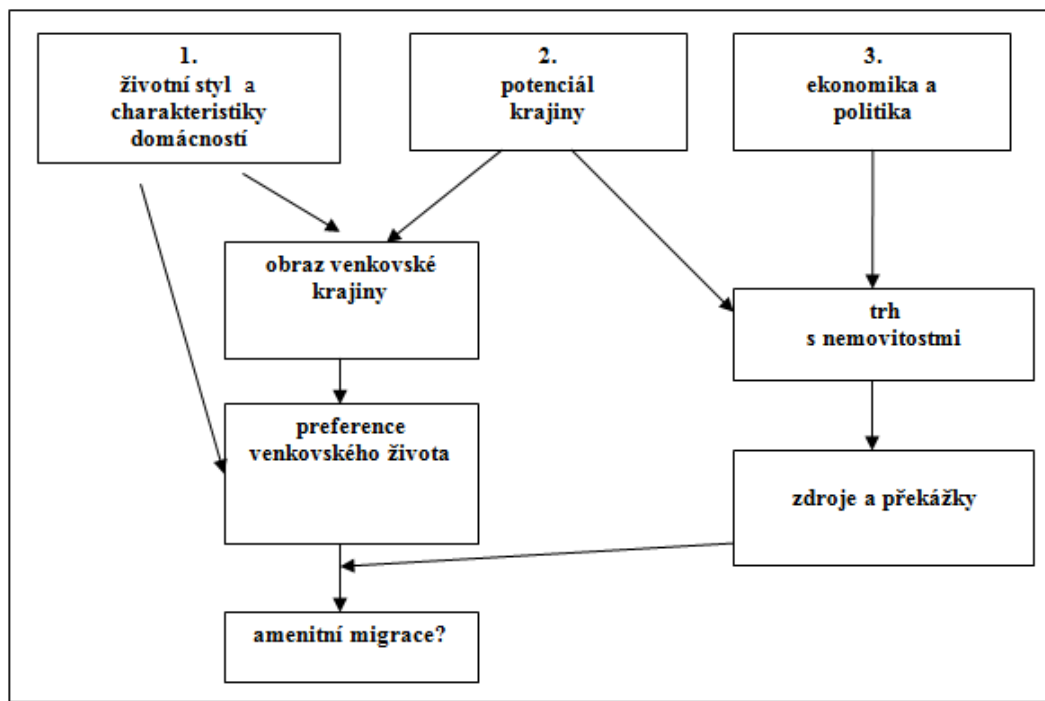 1.
životní styl a
charakteristiky
domácností
2.
potenciál
krajiny
3.
ekonomika a
politika
obraz venkovské
krajiny
trh
s nemovitostmi
preference
venkovského života
zdroje a překážky
amenitní migrace?